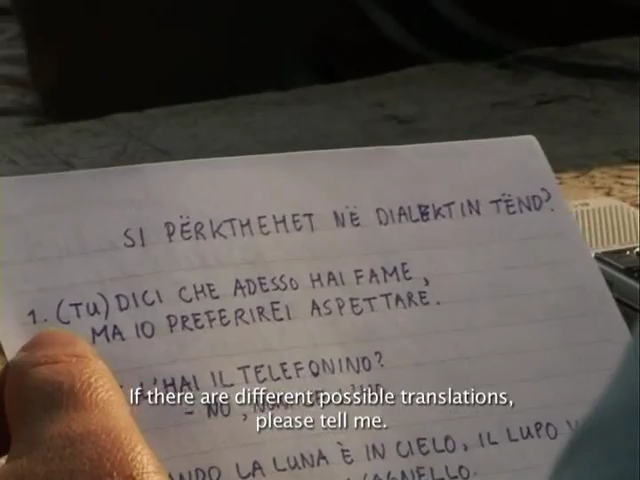 SI PËRKTHEHET NË DIALEKTIN TËND?
1. (TU) DICI CHE ADESSO HAI FAME,
MA IO PREFERIREI ASPETTARE.
L'HAI IL TELEFONINO?
- NO,
If there are different possible translations,
please tell me.
LA LUNA È IN CIELO, IL LUPO
AGNELLO.